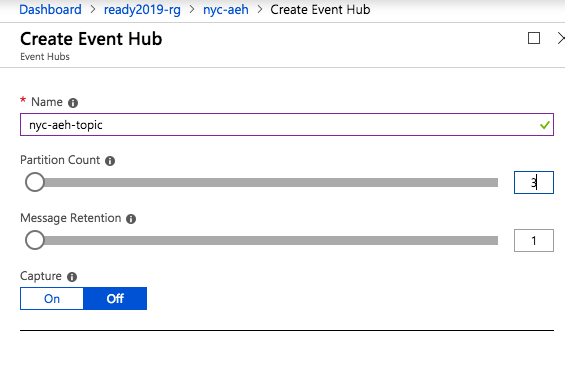 Dashboard > ready2019-rg > nyc-aeh > Create Event Hub
Create Event Hub
Event Hubs
* Name
nyc-aeh-topic
Partition Count
3
Message Retention
1
Capture
On Off